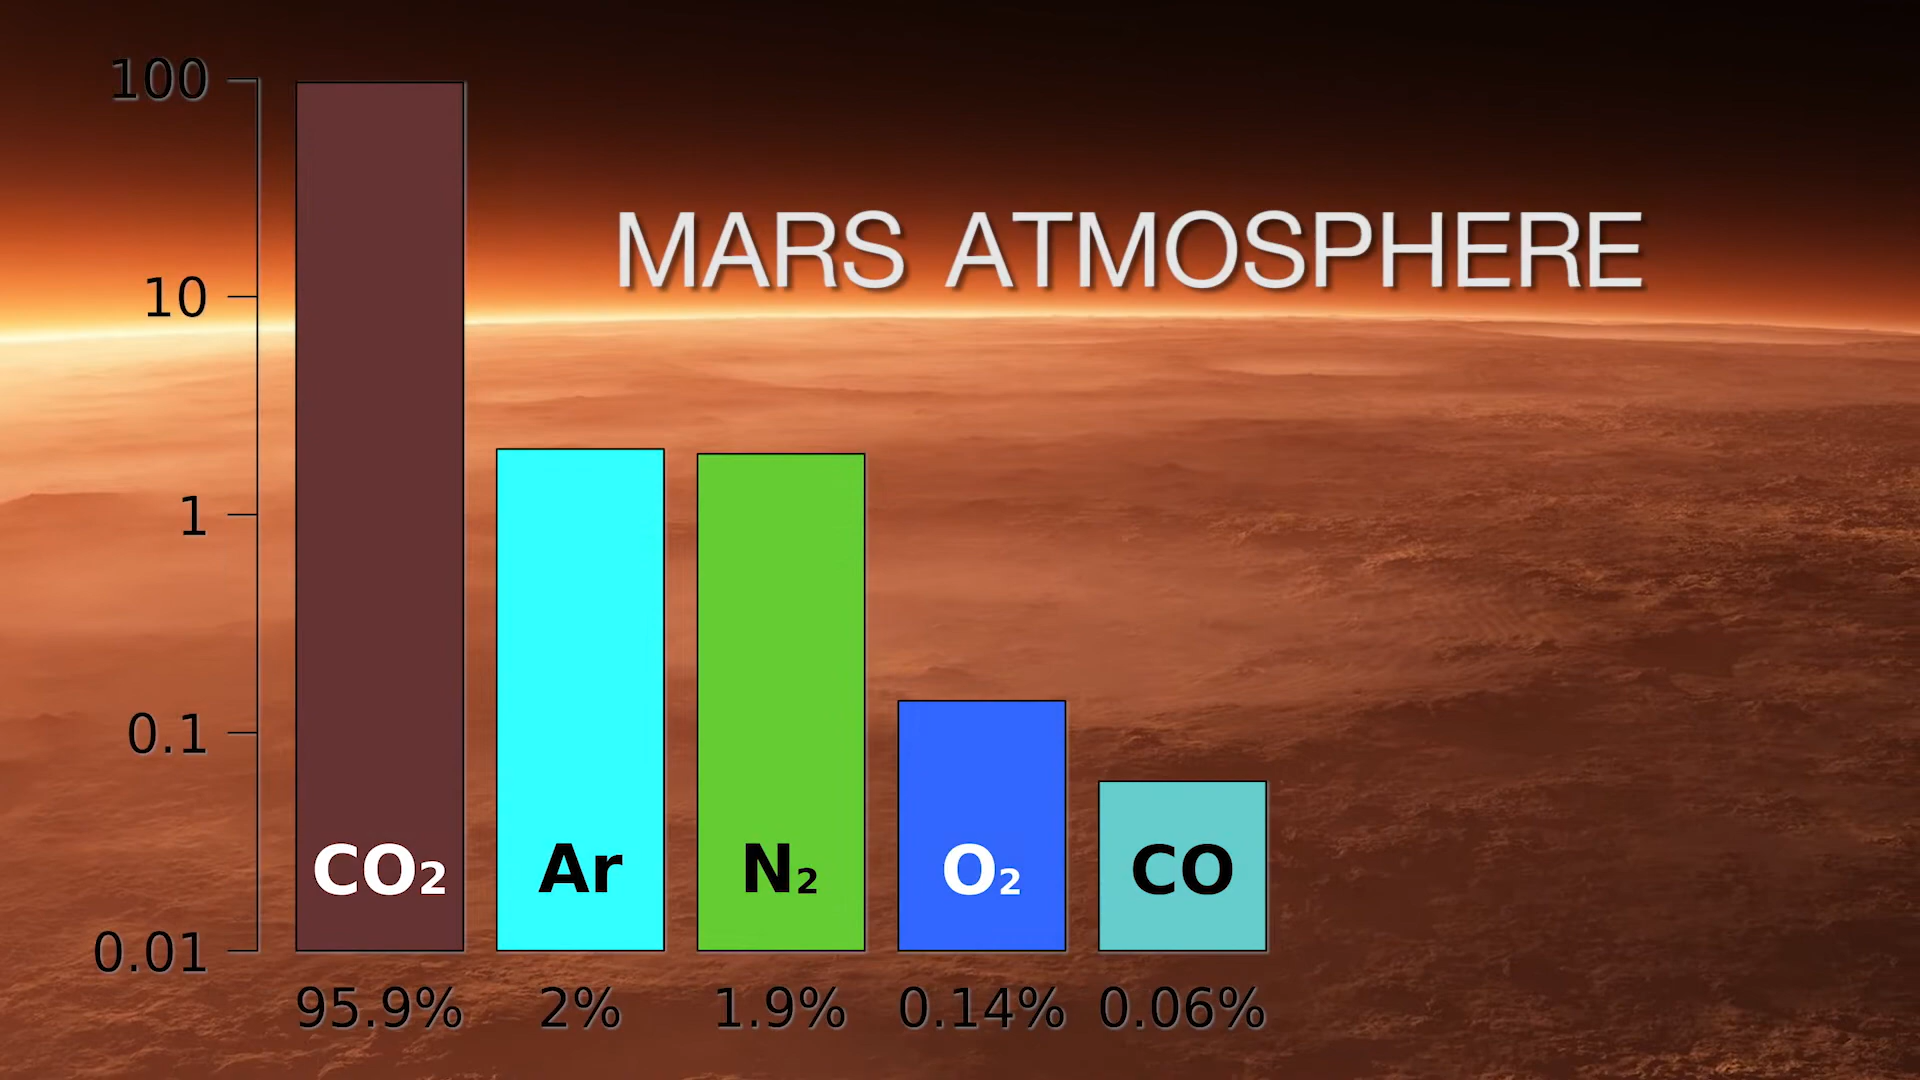 MARS ATMOSPHERE
100
10
1
0.1
0.01
CO₂ Ar N₂ O₂ CO
95.9% 2% 1.9% 0.14% 0.06%